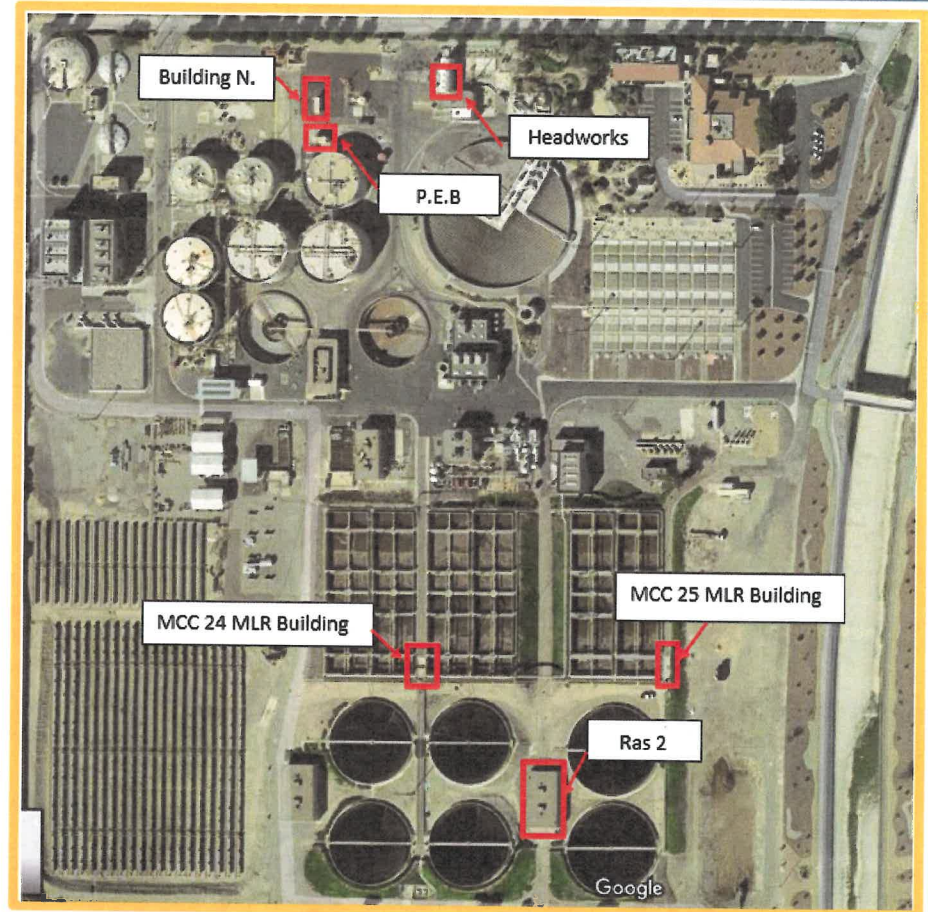 Building N.
Headworks
P.E.B
MCC 25 MLR Building
MCC 24 MLR Building
Ras 2
Google